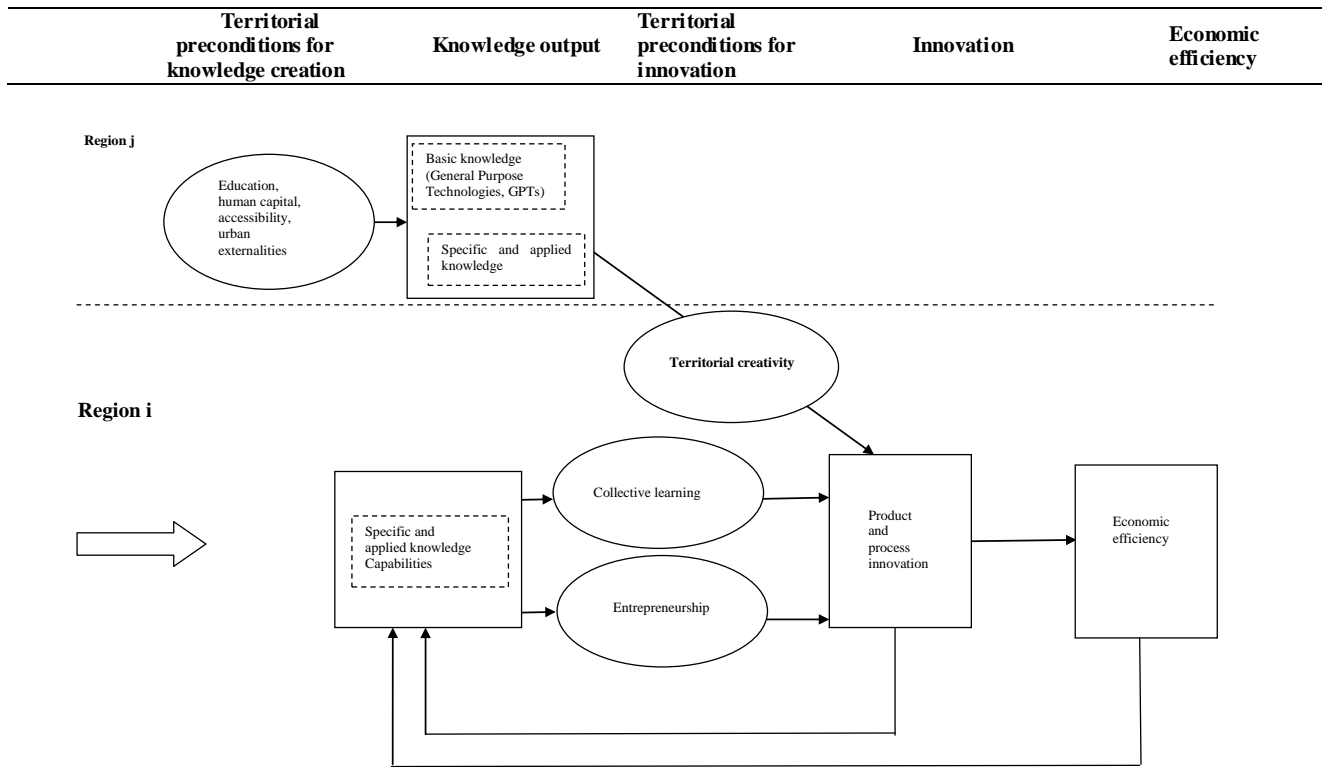 Territorial
preconditions for
knowledge creation
Knowledge output
Territorial
preconditions for
innovation
Innovation
Economic
efficiency
Region j
Education,
human capital,
accessibility,
urban
externalities
Basic knowledge
(General Purpose
Technologies, GPTs)
Specific and applied
knowledge
Territorial creativity
Region i
Specific and
applied knowledge
Capabilities
Collective learning
Entrepreneurship
Product
and
process
innovation
Economic
efficiency